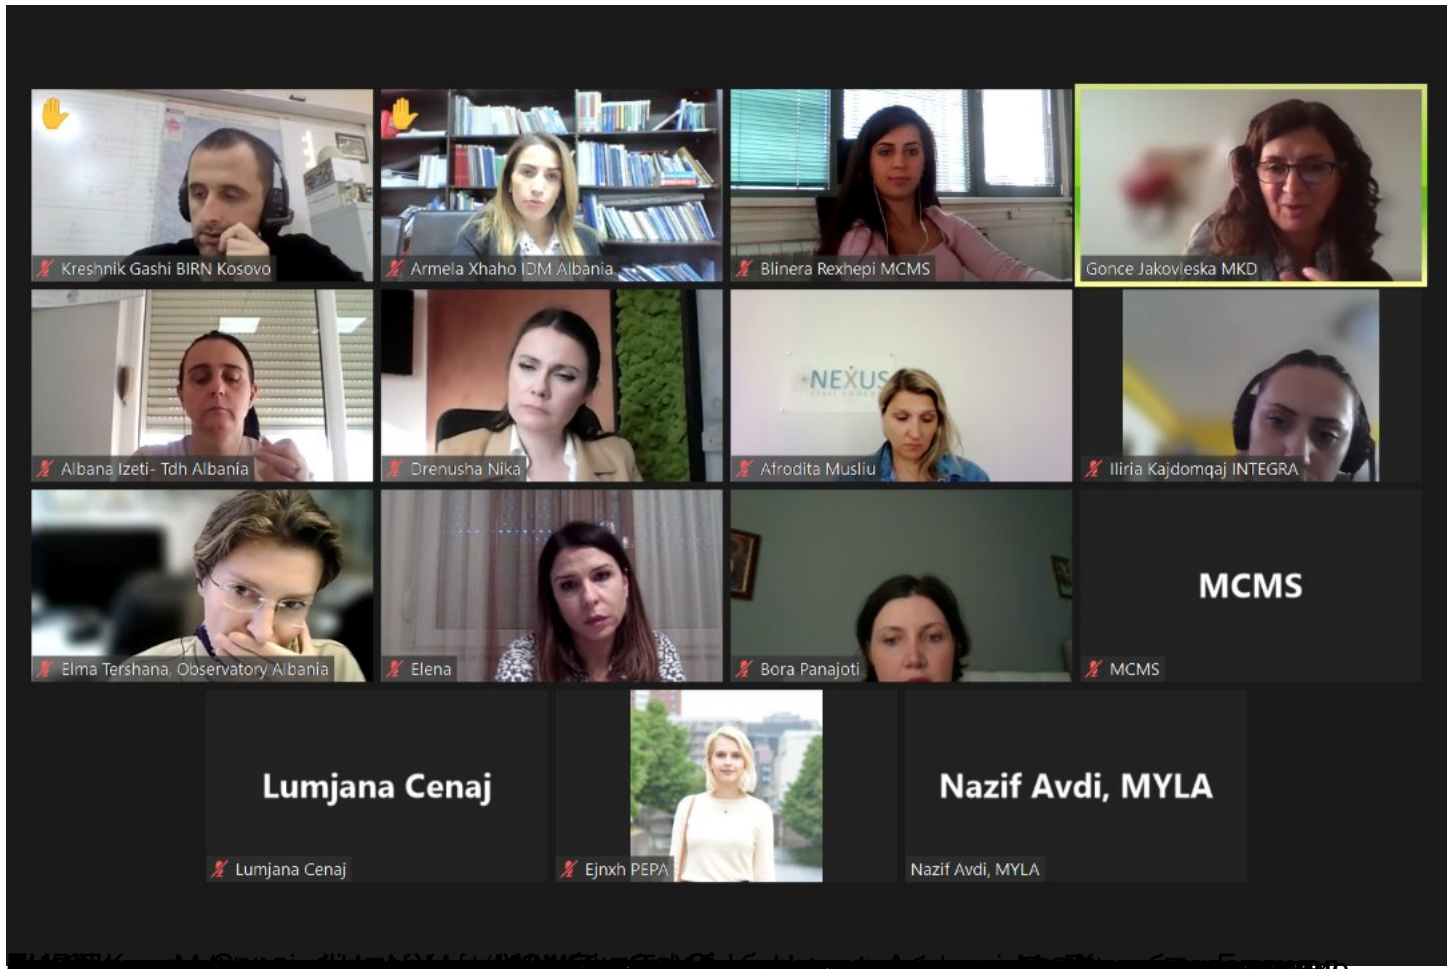 Kreshnik Gashi BIRN Kosovo
Armela Xhaho IDM Albania
Blinera Rexhepi MCMS
Gonce Jakovleska MKD
Albana Izeti- Tdh Albania
Drenusha Nika
NEXUS
Afrodita Musliu
Iliria Kajdomqaj INTEGRA
Elma Tershana, Observatory Albania
Elena
Bora Panajoti
MCMS
MCMS
Lumjana Cenaj
Lumjana Cenaj
Ejnxh PEPA
Nazif Avdi, MYLA
Nazif Avdi, MYLA